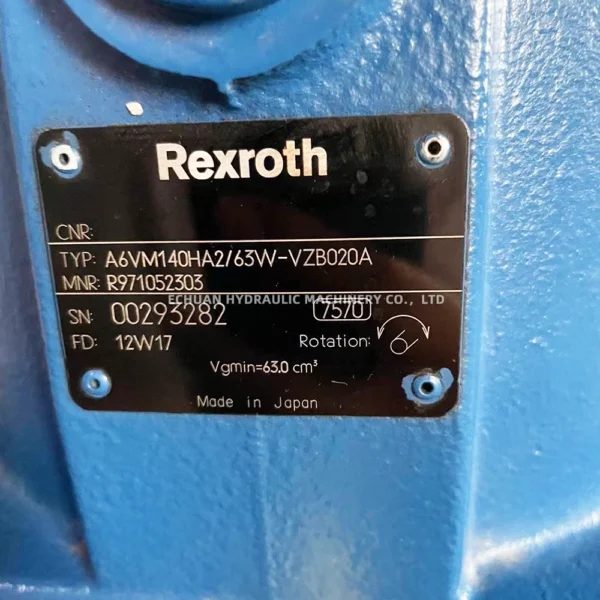 Rexroth
CNR:
TYP: A6VM140HA2/63W-VZB020A
MNR: R971052303
ECHUAN HYDRAULIC MACHINERY CO., LTD
SN: 00293282 7570
FD: 12W17 Rotation:
Vgmin=63.0 cm³
Made in Japan